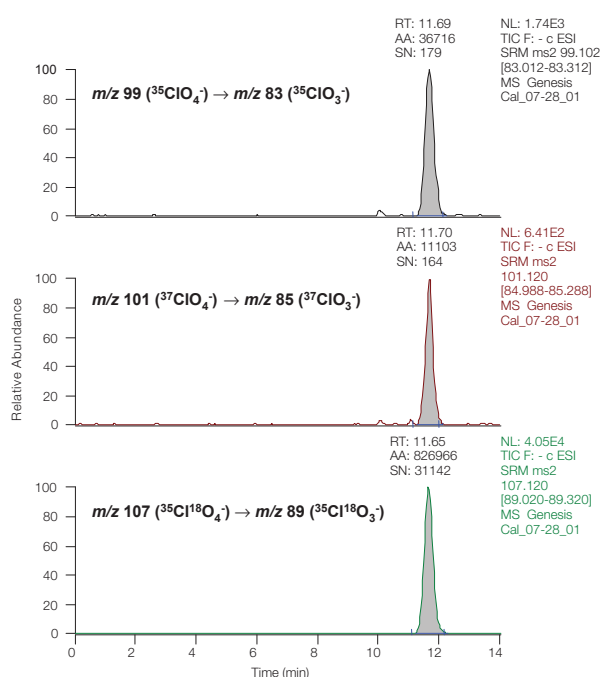 RT: 11.69
AA: 36716
SN: 179
NL: 1.74E3
TIC F: - c ESI
SRM ms2 99.102
[83.012-83.312]
MS Genesis
Cal_07-28_01
m/z 99 (³⁵ClO₄⁻) → m/z 83 (³⁵ClO₃⁻)
100
80
60
40
20
0
RT: 11.70
AA: 11103
SN: 164
NL: 6.41E2
TIC F: - c ESI
SRM ms2
101.120
[84.988-85.288]
MS Genesis
Cal_07-28_01
m/z 101 (³⁷ClO₄⁻) → m/z 85 (³⁷ClO₃⁻)
100
80
60
40
20
0
Relative Abundance
RT: 11.65
AA: 826966
SN: 31142
NL: 4.05E4
TIC F: - c ESI
SRM ms2
107.120
[89.020-89.320]
MS Genesis
Cal_07-28_01
m/z 107 (³⁵Cl¹⁸O₄⁻) → m/z 89 (³⁵Cl¹⁸O₃⁻)
100
80
60
40
20
0
0 2 4 6 8 10 12 14
Time (min)